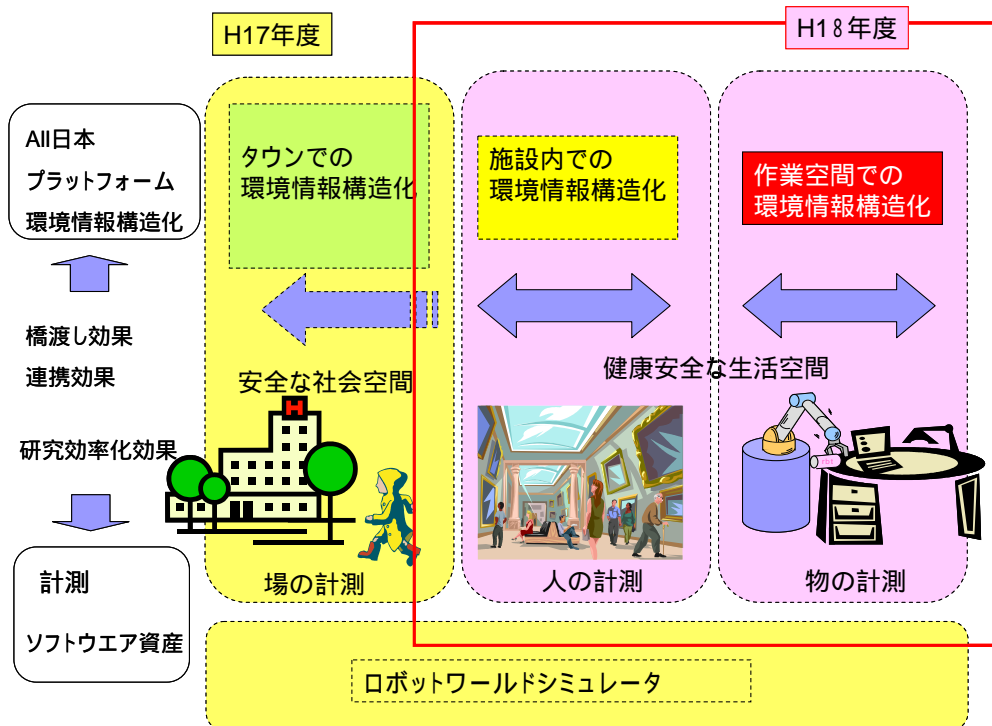 H17年度
H18年度
All日本
プラットフォーム
環境情報構造化
タウンでの
環境情報構造化
施設内での
環境情報構造化
作業空間での
環境情報構造化
橋渡し効果
連携効果
研究効率化効果
安全な社会空間
健康安全な生活空間
H
場の計測
人の計測
物の計測
計測
ソフトウエア資産
ロボットワールドシミュレータ